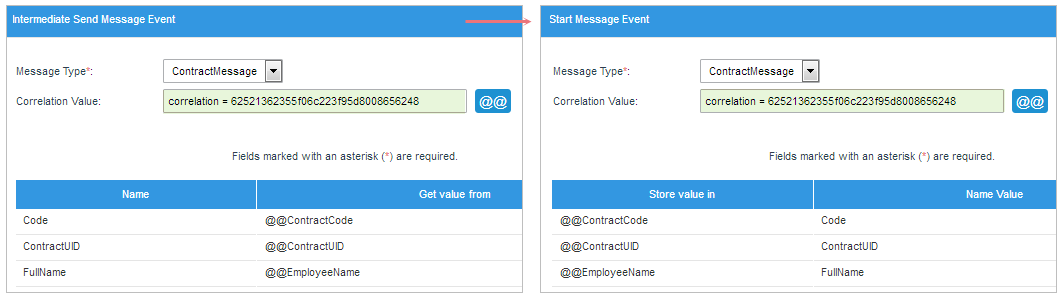 Intermediate Send Message Event
Message Type*:
ContractMessage
Correlation Value:
correlation = 62521362355f06c223f95d8008656248
@@
Fields marked with an asterisk (*) are required.
Name Get value from
Code @@ContractCode
ContractUID @@ContractUID
FullName @@EmployeeName
Start Message Event
Message Type*:
ContractMessage
Correlation Value:
correlation = 62521362355f06c223f95d8008656248
@@
Fields marked with an asterisk (*) are required.
Store value in Name Value
@@ContractCode Code
@@ContractUID ContractUID
@@EmployeeName FullName